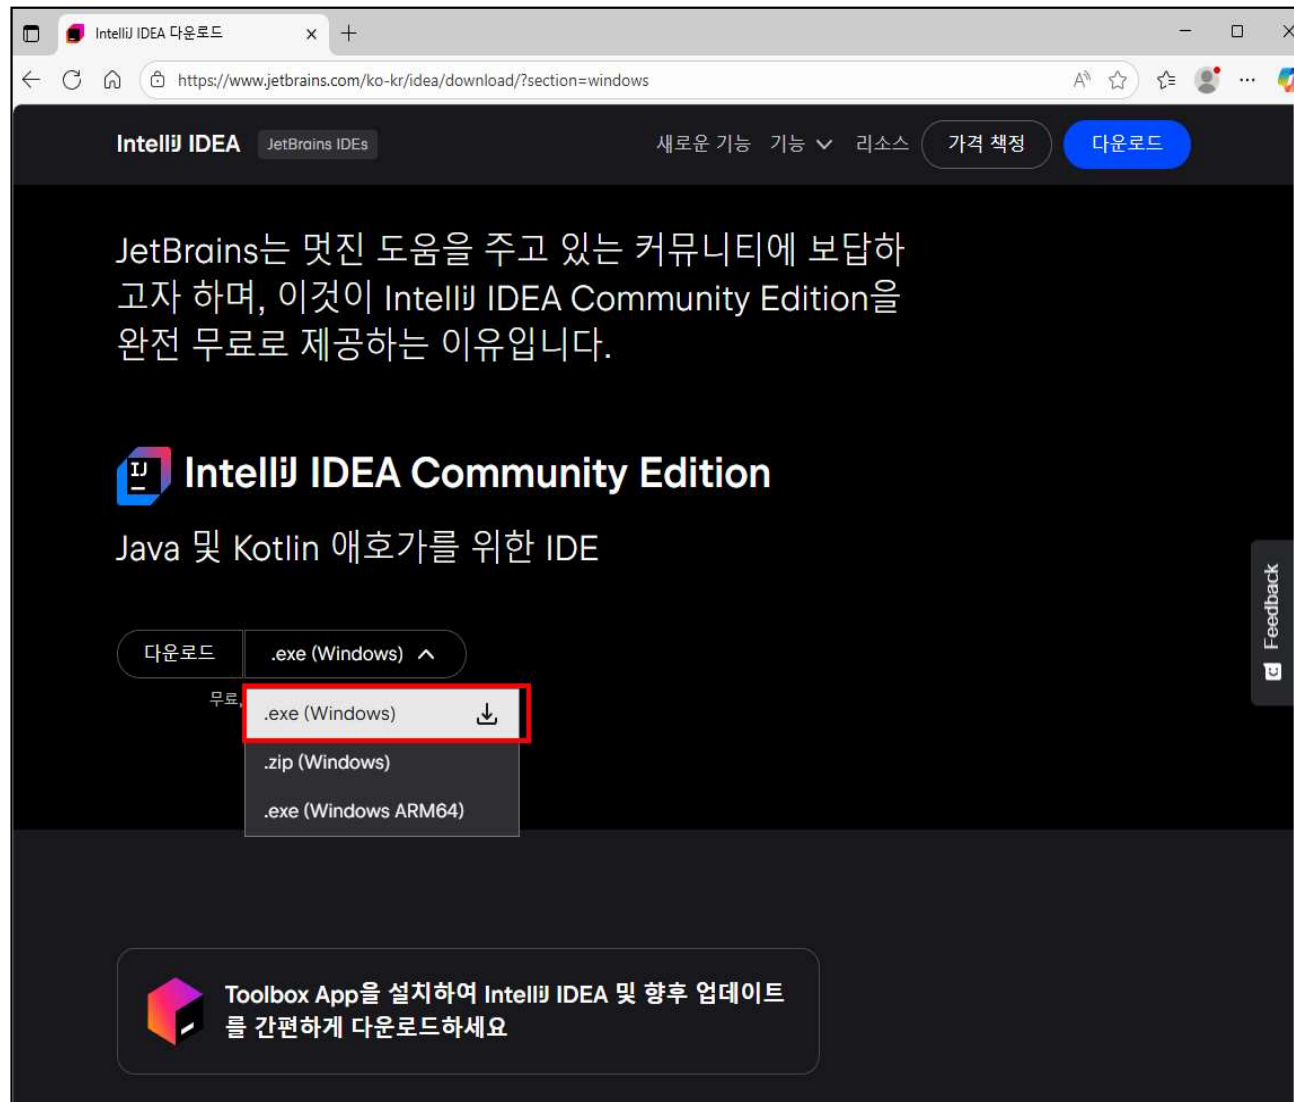 IntelliJ IDEA 다운로드
https://www.jetbrains.com/ko-kr/idea/download/?section=windows
IntelliJ IDEA JetBrains IDEs 새로운 기능 기능 리소스 가격 책정 다운로드
JetBrains는 멋진 도움을 주고 있는 커뮤니티에 보답하
고자 하며, 이것이 IntelliJ IDEA Community Edition을
완전 무료로 제공하는 이유입니다.
IJ IntelliJ IDEA Community Edition
Java 및 Kotlin 애호가를 위한 IDE
Feedback
다운로드 .exe (Windows)
무료,
.exe (Windows)
.zip (Windows)
.exe (Windows ARM64)
Toolbox App을 설치하여 IntelliJ IDEA 및 향후 업데이트
를 간편하게 다운로드하세요